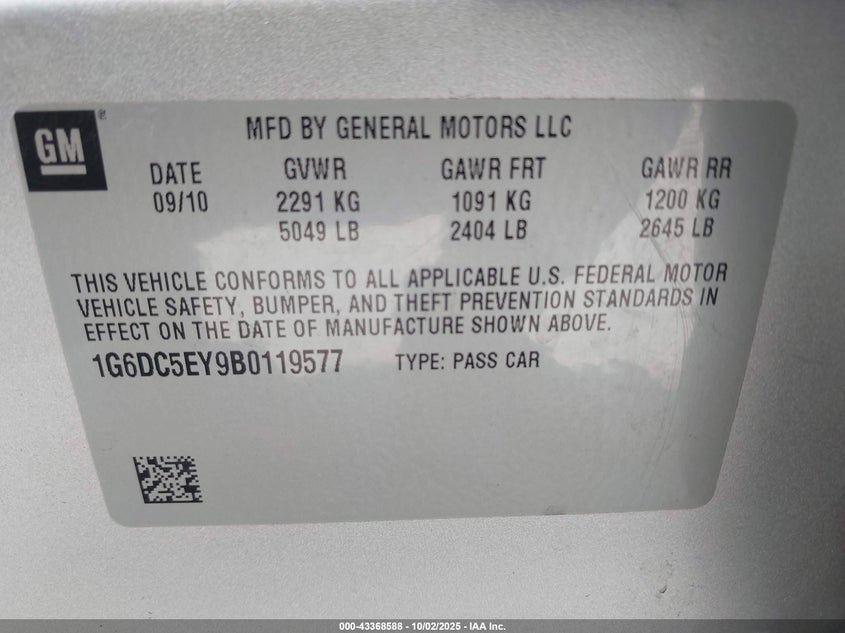 GM
®
MFD BY GENERAL MOTORS LLC
DATE GVWR GAWR FRT GAWR RR
09/10 2291 KG 1091 KG 1200 KG
5049 LB 2404 LB 2645 LB
THIS VEHICLE CONFORMS TO ALL APPLICABLE U.S. FEDERAL MOTOR
VEHICLE SAFETY, BUMPER, AND THEFT PREVENTION STANDARDS IN
EFFECT ON THE DATE OF MANUFACTURE SHOWN ABOVE.
1G6DC5EY9B0119577 TYPE: PASS CAR
000-43368588 - 10/02/2025 - IAA Inc.